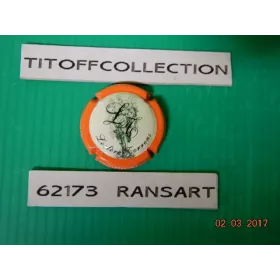 TITOFFCOLLECTION
62173 RANSART
02 03 2017